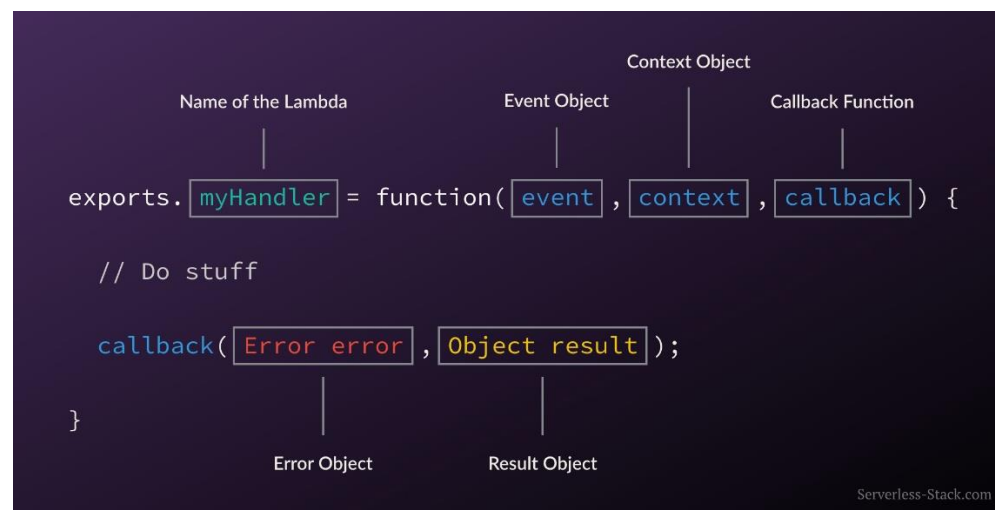 Context Object
Name of the Lambda Event Object Callback Function
exports. myHandler = function( event , context , callback ) {
// Do stuff
callback( Error error , Object result );
}
Error Object Result Object
Serverless-Stack.com